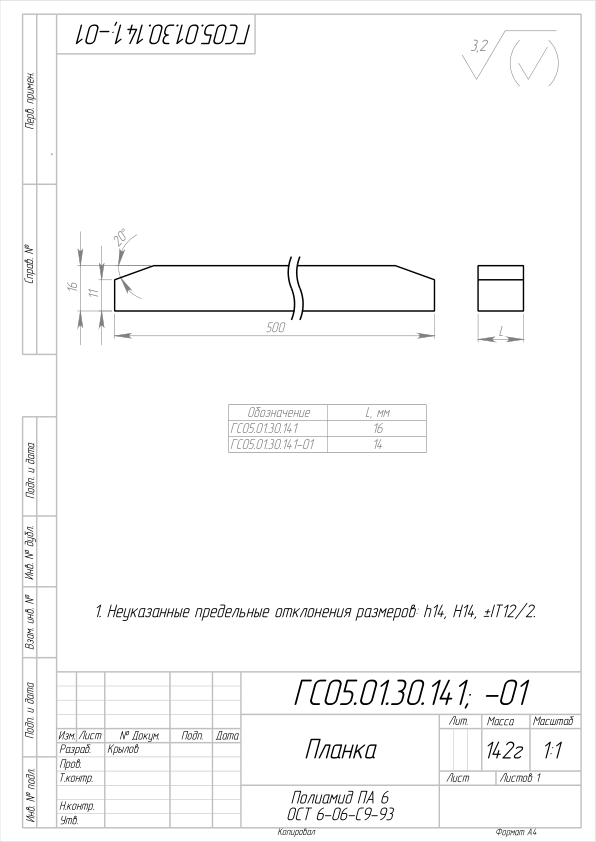 ГС05.01.30.141; -01
3,2
Перв. примен.
Справ. №
20°
16
11
500
L
Обозначение L, мм
ГС05.01.30.141 16
ГС05.01.30.141-01 14
Подп. и дата
Инв. № дубл.
Взам. инв. №
Подп. и дата
Инв. № подл.
1. Неуказанные предельные отклонения размеров: h14, H14, ±IT12/2.
ГС05.01.30.141; -01
Изм. Лист № Докум. Подп. Дата
Разраб. Крылов
Пров.
Т.контр.
Н.контр.
Утв.
Планка
Лит. Масса Масштаб
142г 1:1
Лист Листов 1
Полиамид ПА 6
ОСТ 6-06-С9-93
Копировал Формат А4